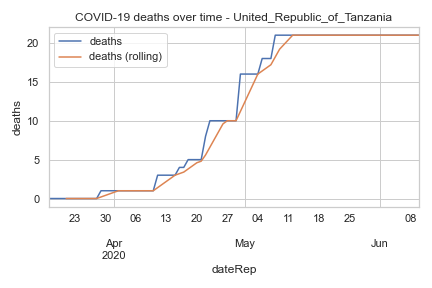 COVID-19 deaths over time - United_Republic_of_Tanzania
deaths
deaths (rolling)
deaths
20
15
10
5
0
23 30 06 13 20 27 04 11 18 25 08
Apr May Jun
2020
dateRep